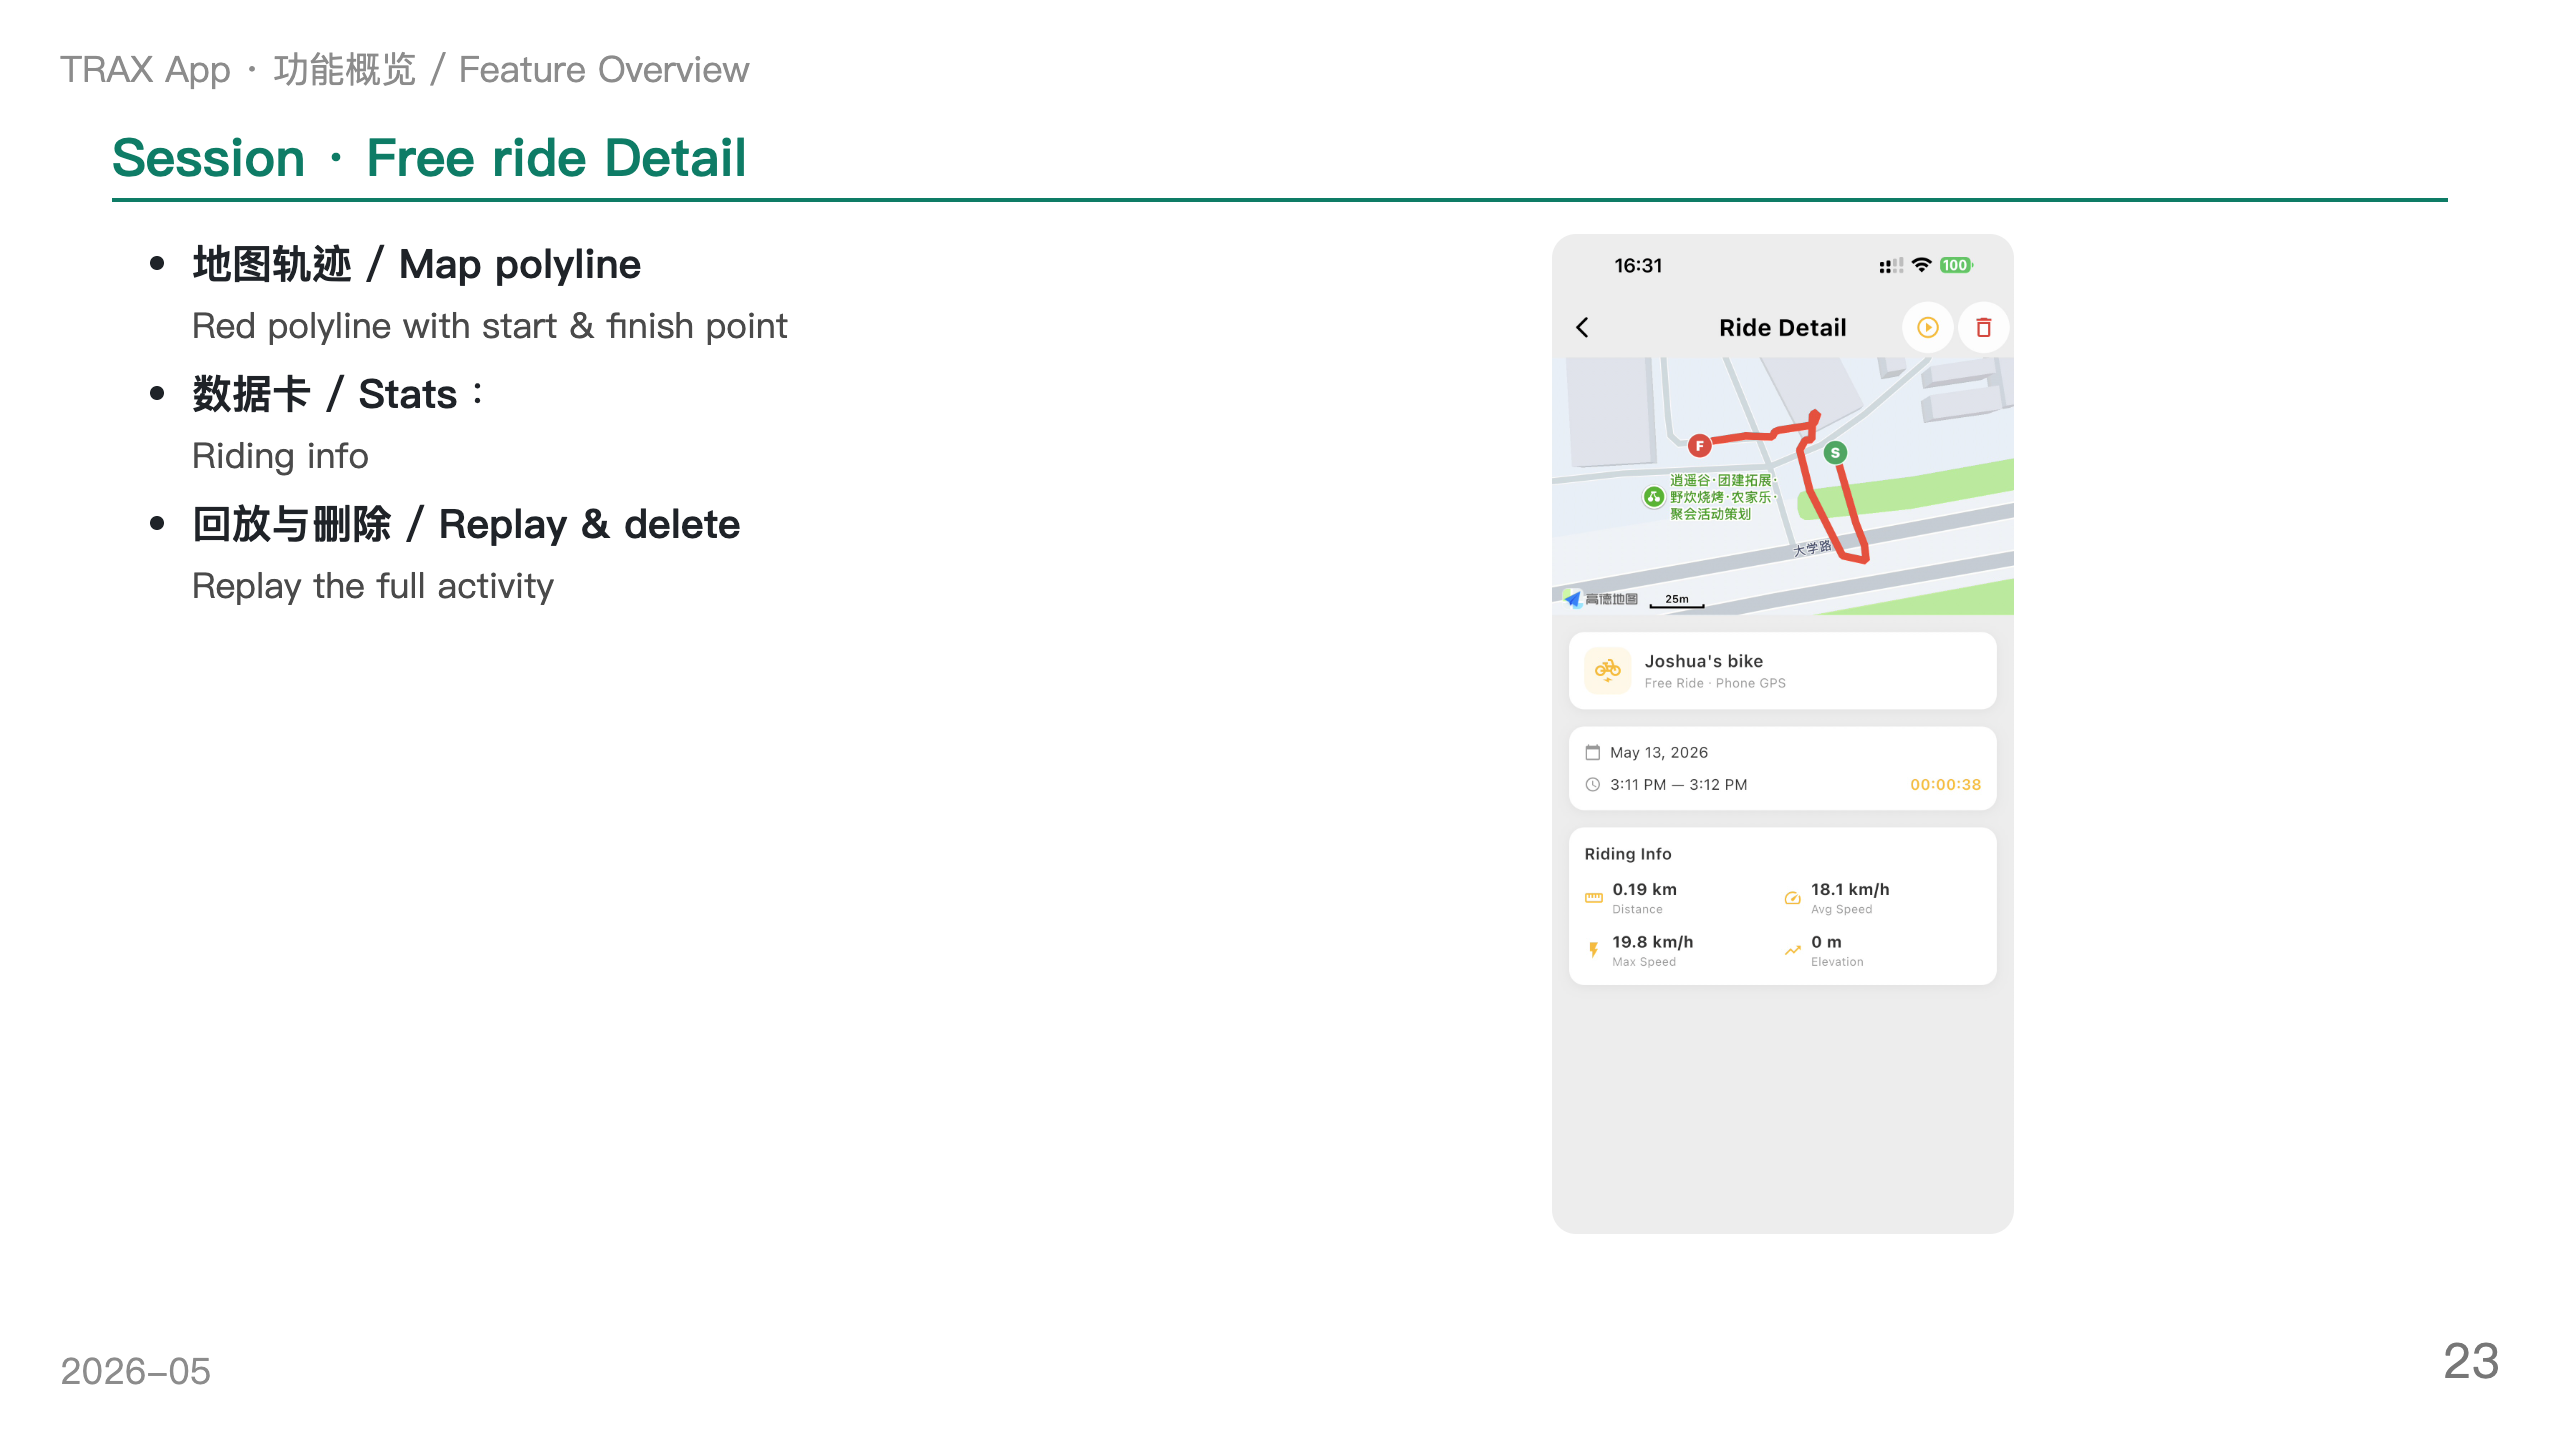 TRAX App · 功能概览 / Feature Overview
Session · Free ride Detail
地图轨迹 / Map polyline
Red polyline with start & finish point
数据卡 / Stats：
Riding info
回放与删除 / Replay & delete
Replay the full activity
16:31
100
Ride Detail
F
S
逍遥谷·团建拓展·
野炊烧烤·农家乐·
聚会活动策划
大学路
高德地图
25m
Joshua's bike
Free Ride · Phone GPS
May 13, 2026
3:11 PM — 3:12 PM
00:00:38
Riding Info
0.19 km
Distance
18.1 km/h
Avg Speed
19.8 km/h
Max Speed
0 m
Elevation
2026-05
23